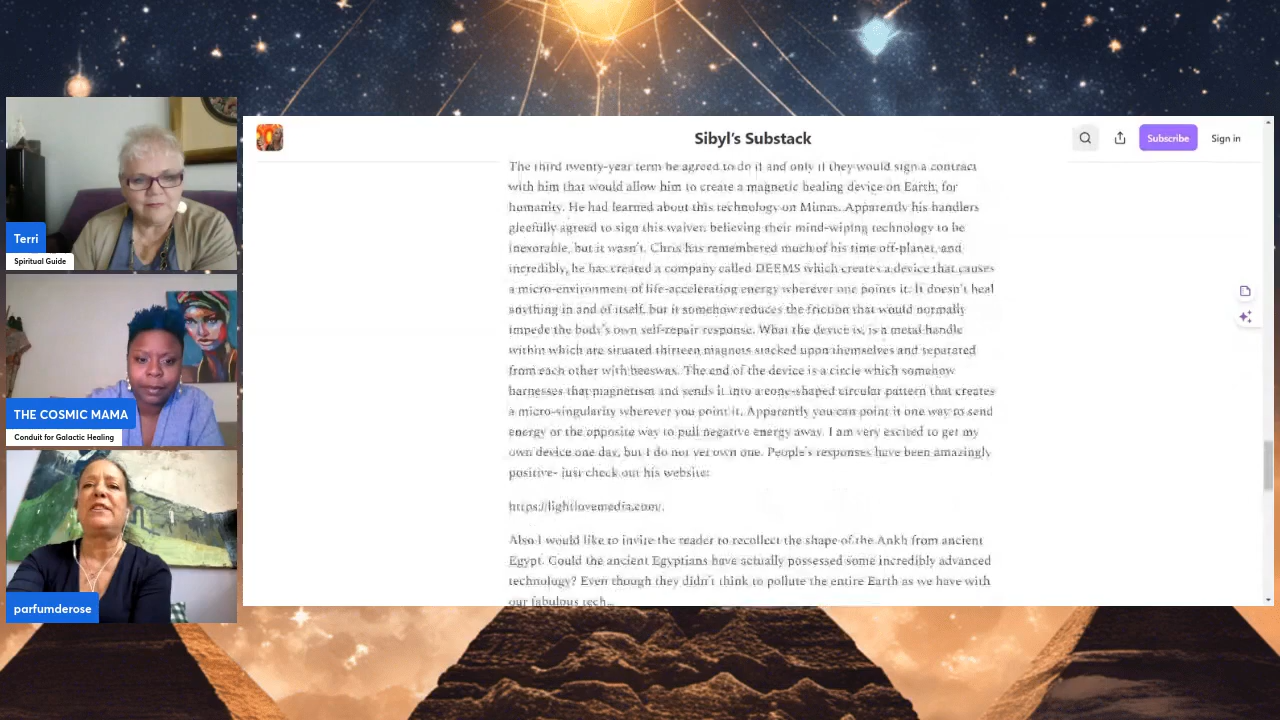 Sibyl's Substack
Subscribe
Sign in
The third twenty-year term he agreed to do it and only if they would sign a contract
with him that would allow him to create a magnetic healing device on Earth, for
humanity. He had learned about this technology on Mimas. Apparently his handlers
gleefully agreed to sign this waiver, believing their mind-wiping technology to be
inexorable, but it wasn't. Chris has remembered much of his time off-planet, and
incredibly, he has created a company called DEEMS which creates a device that causes
a micro-environment of life-accelerating energy wherever one points it. It doesn't heal
anything in and of itself, but it somehow reduces the friction that would normally
impede the body's own self-repair response. What the device is, is a metal handle
within which are situated thirteen magnets stacked upon themselves and separated
from each other with beeswax. The end of the device is a circle which somehow
harnesses that magnetism and sends it into a cone-shaped circular pattern that creates
a micro-singularity wherever you point it. Apparently you can point it one way to send
energy or the opposite way to pull negative energy away. I am very excited to get my
own device one day, but I do not yet own one. People's responses have been amazingly
positive- just check out his website:
https://lightlovemedia.com/.
Also I would like to invite the reader to recollect the shape of the Ankh from ancient
Egypt. Could the ancient Egyptians have actually possessed some incredibly advanced
technology? Even though they didn't think to pollute the entire Earth as we have with
our fabulous tech...
Terri
Spiritual Guide
THE COSMIC MAMA
Conduit for Galactic Healing
parfumderose